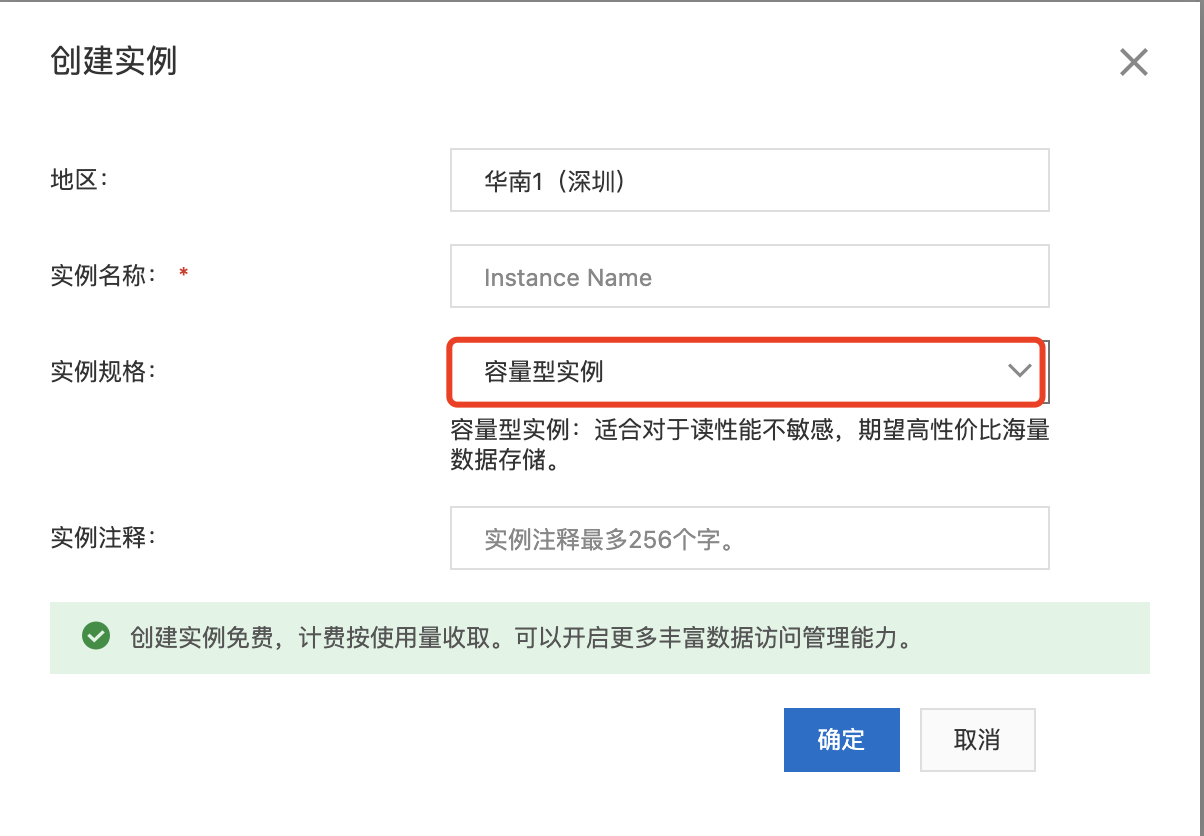 创建实例
地区：
华南1（深圳）
实例名称： *
Instance Name
实例规格：
容量型实例
容量型实例：适合对于读性能不敏感，期望高性价比海量
数据存储。
实例注释：
实例注释最多256个字。
创建实例免费，计费按使用量收取。可以开启更多丰富数据访问管理能力。
确定
取消